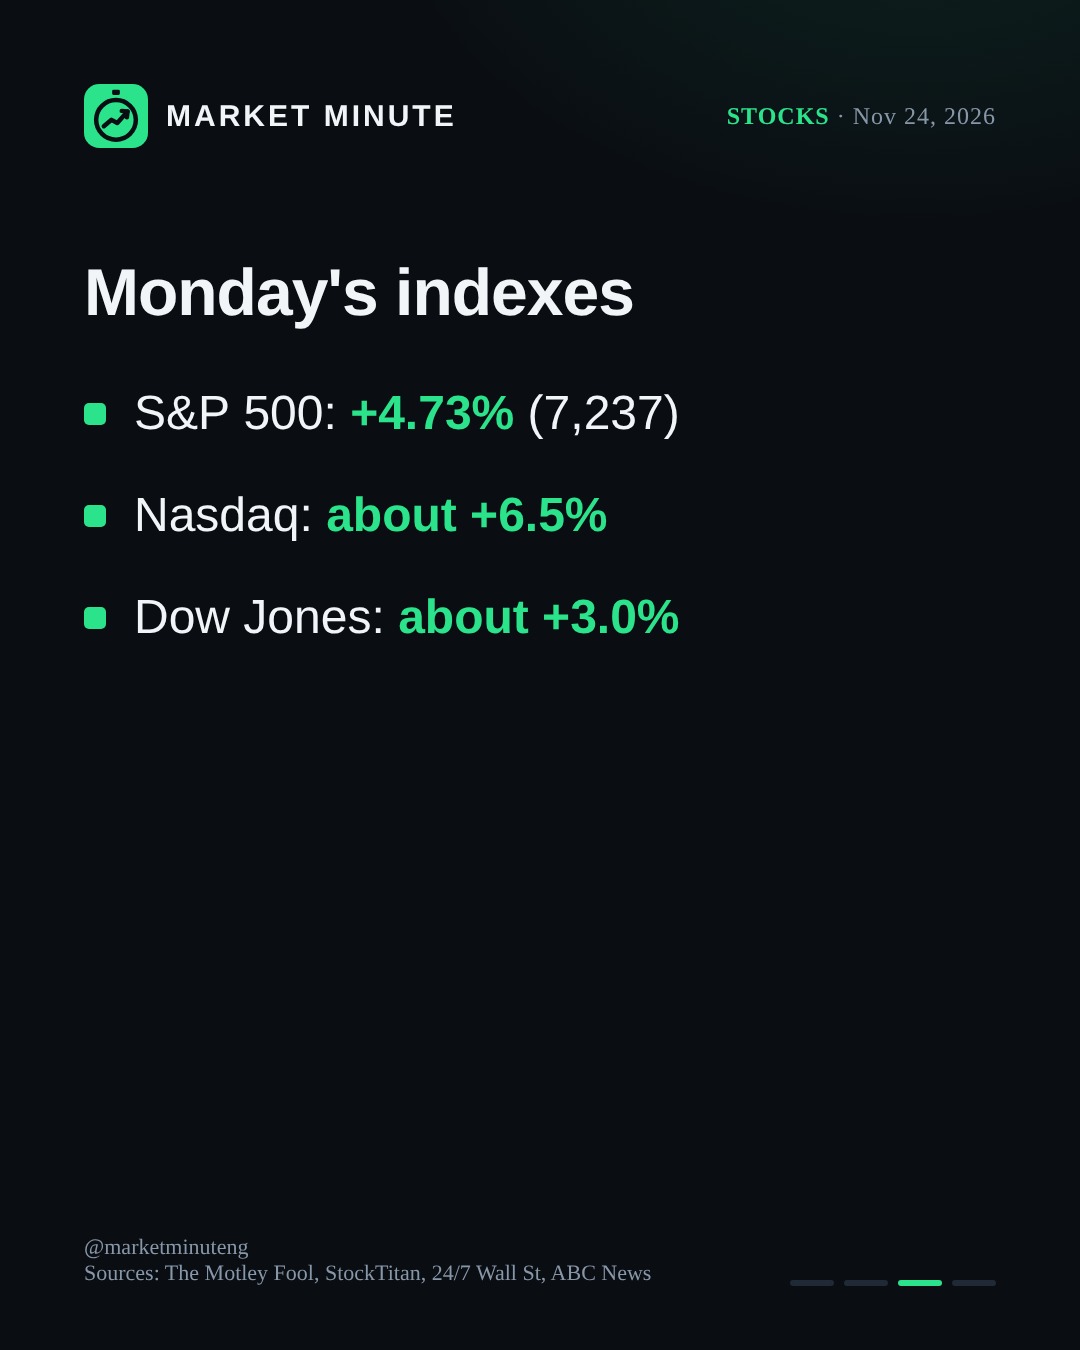 MARKET MINUTE
STOCKS · Nov 24, 2026
Monday's indexes
S&P 500: +4.73% (7,237)
Nasdaq: about +6.5%
Dow Jones: about +3.0%
@marketminuteng
Sources: The Motley Fool, StockTitan, 24/7 Wall St, ABC News